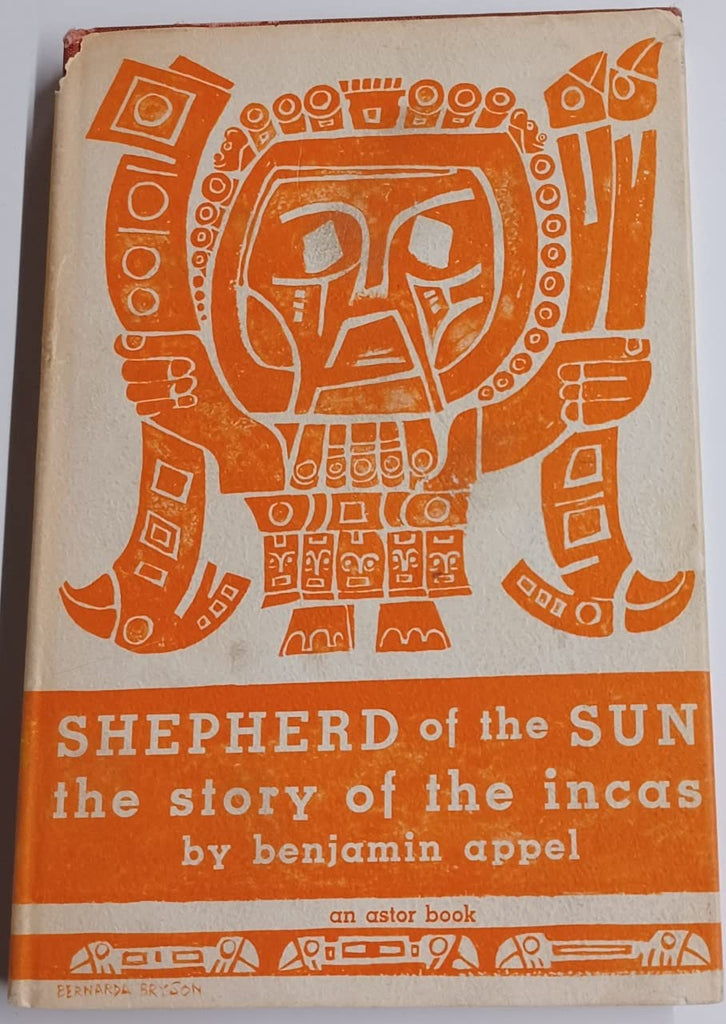 SHEPHERD of the SUN
the story of the incas
by benjamin appel
an astor book
BERNARDA BRYSON